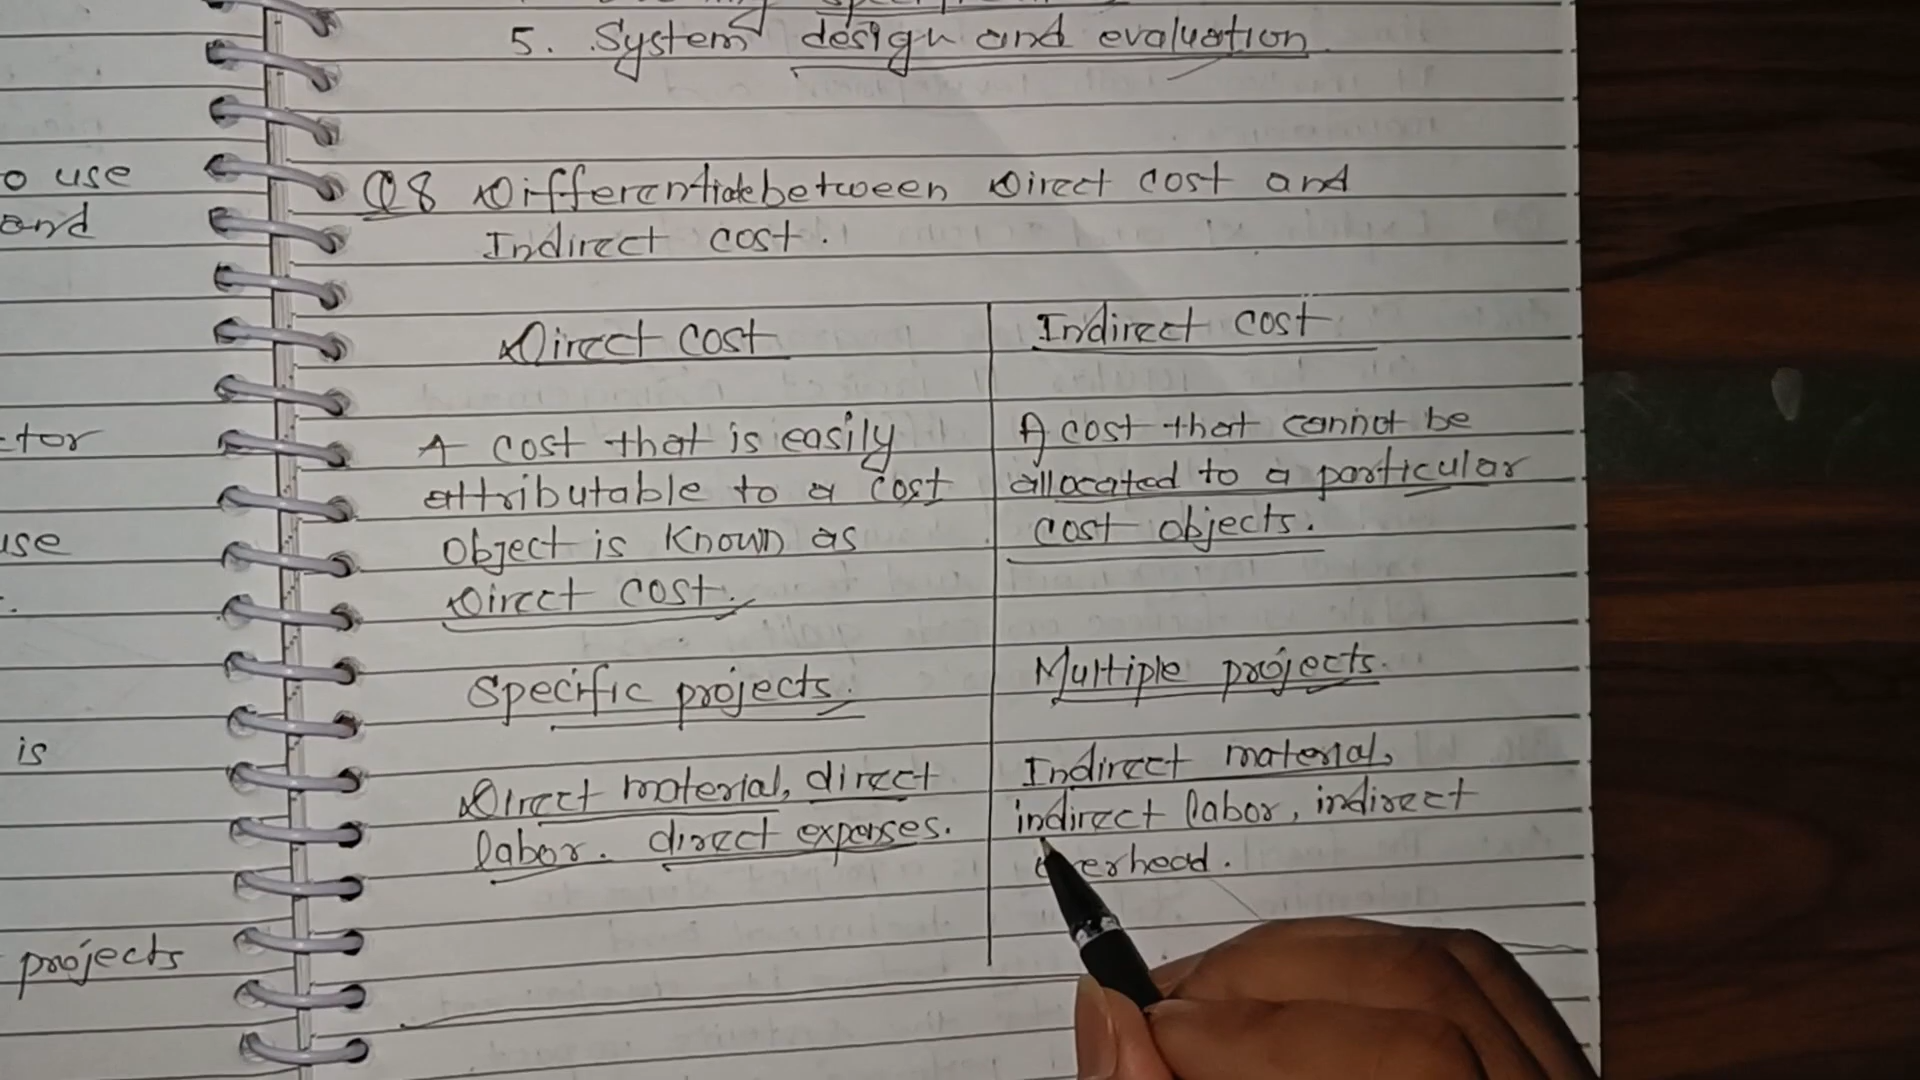 5. System design and evaluation.
Q8 Differentiate between Direct cost and
Indirect cost.
Direct cost
A cost that is easily
attributable to a cost
object is known as
Direct cost.
Specific projects.
Direct material, direct
labor. direct expenses.
Indirect cost
A cost that cannot be
allocated to a particular
cost objects.
Multiple projects.
Indirect material,
indirect labor, indirect
overhead.
o use
and
tor
use
is
projects